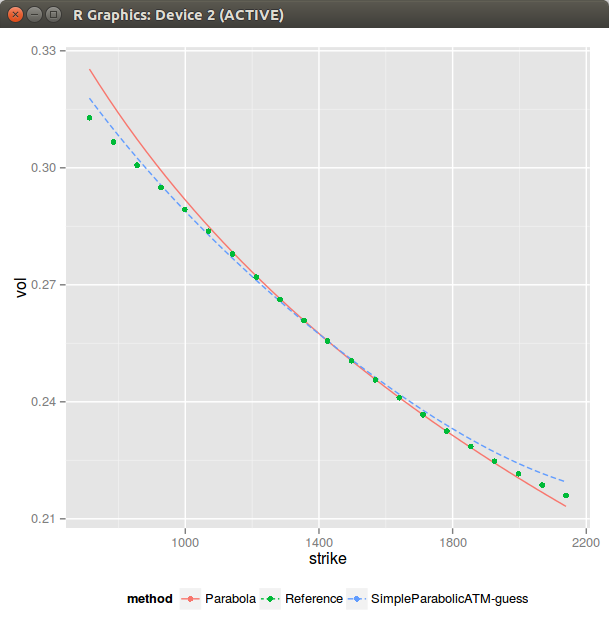 R Graphics: Device 2 (ACTIVE)
0.33
0.30
0.27
0.24
0.21
vol
1000
1400
1800
2200
strike
method Parabola Reference SimpleParabolicATM-guess